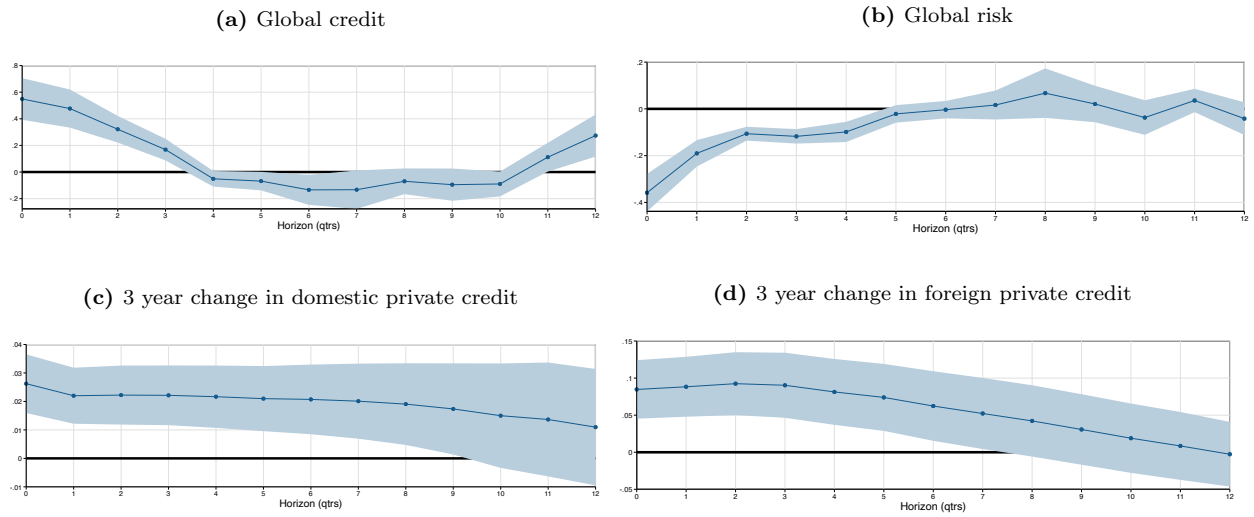 (a) Global credit
.8
.6
.4
.2
0
-.2
0 1 2 3 4 5 6 7 8 9 10 11 12
Horizon (qtrs)
(b) Global risk
.2
0
-.2
-.4
0 1 2 3 4 5 6 7 8 9 10 11 12
Horizon (qtrs)
(c) 3 year change in domestic private credit
.04
.03
.02
.01
0
-.01
0 1 2 3 4 5 6 7 8 9 10 11 12
Horizon (qtrs)
(d) 3 year change in foreign private credit
.15
.1
.05
0
-.05
0 1 2 3 4 5 6 7 8 9 10 11 12
Horizon (qtrs)